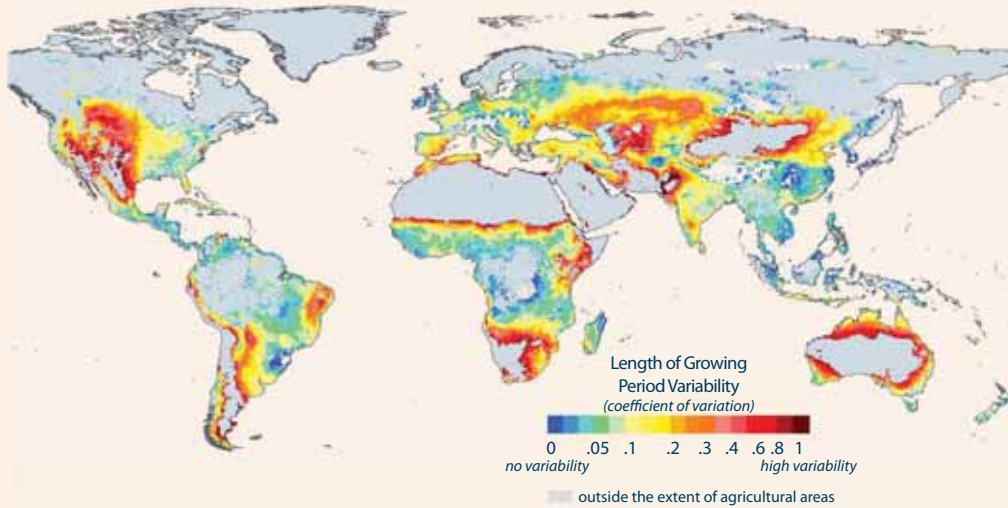 Length of Growing
Period Variability
(coefficient of variation)
0 .05 .1 .2 .3 .4 .6 .8 1
no variability high variability
outside the extent of agricultural areas